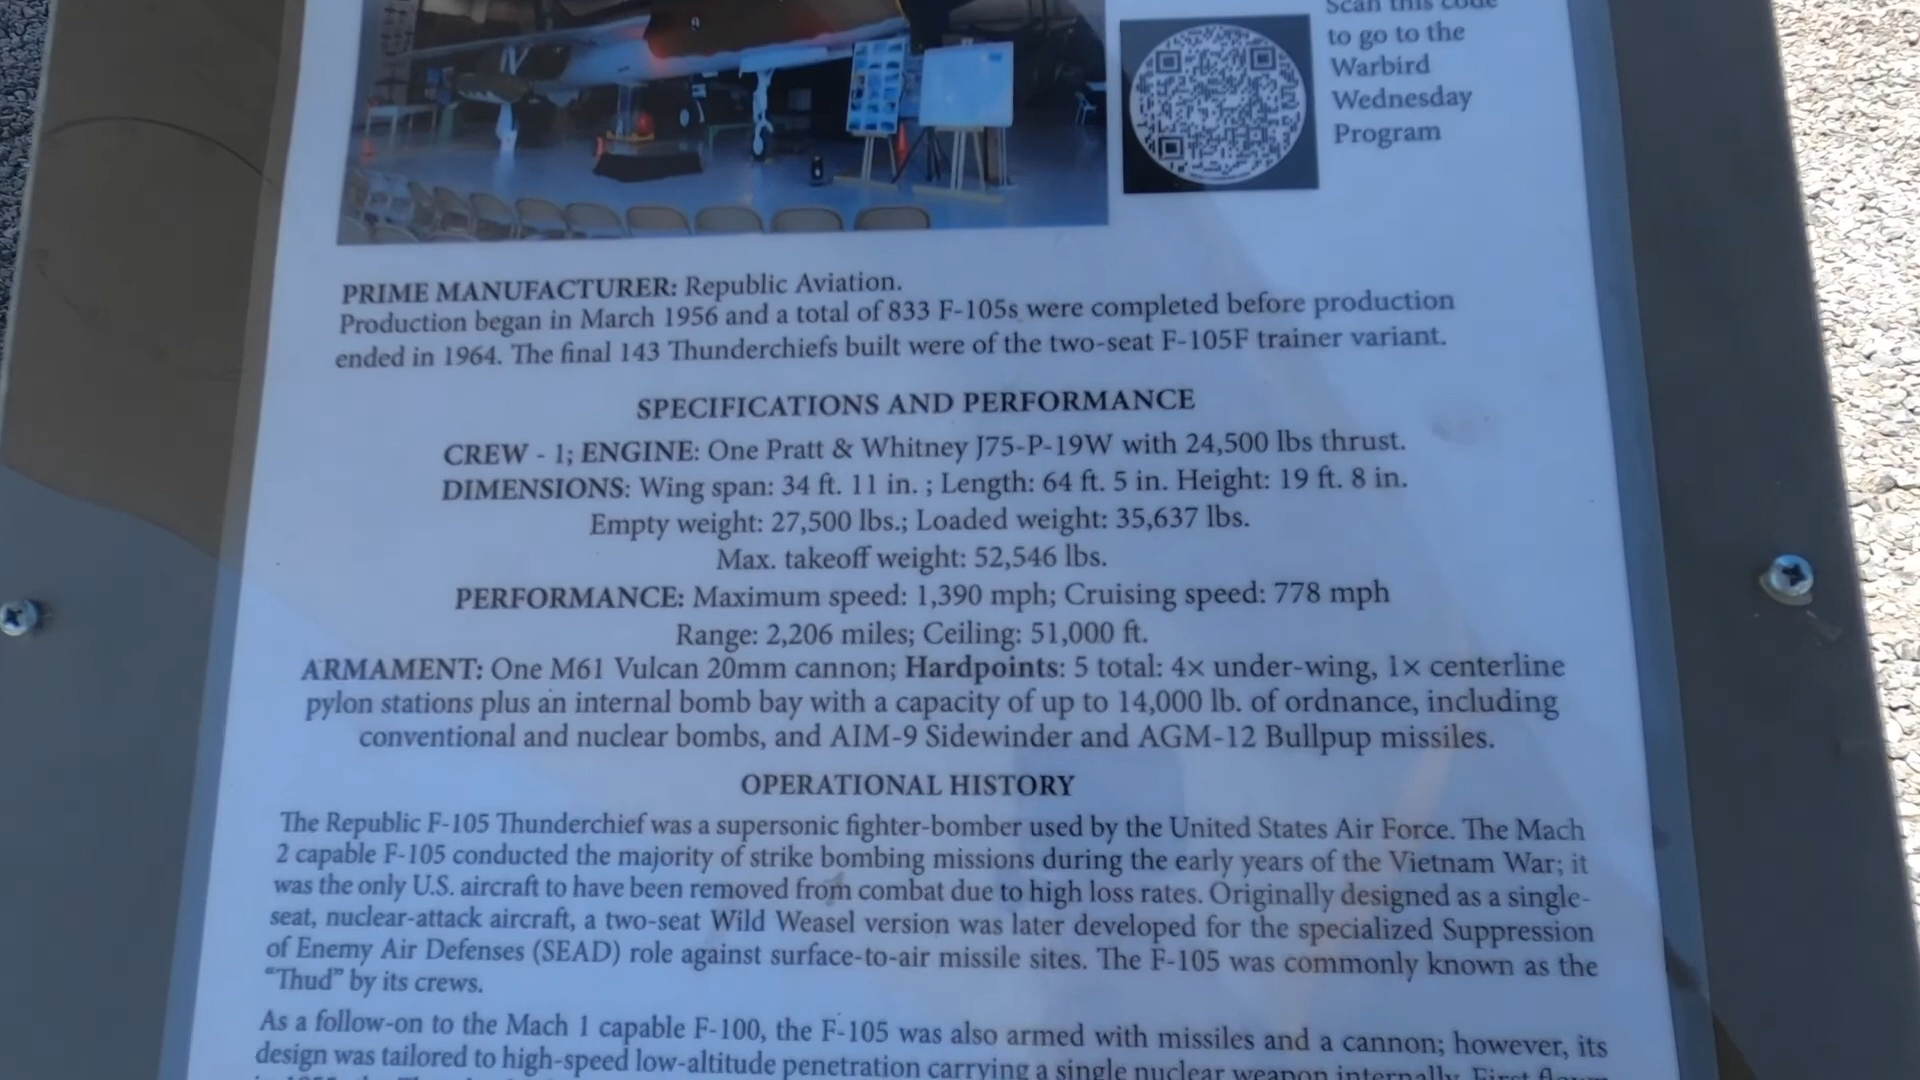 Scan this code
to go to the
Warbird
Wednesday
Program
PRIME MANUFACTURER: Republic Aviation.
Production began in March 1956 and a total of 833 F-105s were completed before production
ended in 1964. The final 143 Thunderchiefs built were of the two-seat F-105F trainer variant.
SPECIFICATIONS AND PERFORMANCE
CREW - 1; ENGINE: One Pratt & Whitney J75-P-19W with 24,500 lbs thrust.
DIMENSIONS: Wing span: 34 ft. 11 in. ; Length: 64 ft. 5 in. Height: 19 ft. 8 in.
Empty weight: 27,500 lbs.; Loaded weight: 35,637 lbs.
Max. takeoff weight: 52,546 lbs.
PERFORMANCE: Maximum speed: 1,390 mph; Cruising speed: 778 mph
Range: 2,206 miles; Ceiling: 51,000 ft.
ARMAMENT: One M61 Vulcan 20mm cannon; Hardpoints: 5 total: 4× under-wing, 1× centerline
pylon stations plus an internal bomb bay with a capacity of up to 14,000 lb. of ordnance, including
conventional and nuclear bombs, and AIM-9 Sidewinder and AGM-12 Bullpup missiles.
OPERATIONAL HISTORY
The Republic F-105 Thunderchief was a supersonic fighter-bomber used by the United States Air Force. The Mach
2 capable F-105 conducted the majority of strike bombing missions during the early years of the Vietnam War; it
was the only U.S. aircraft to have been removed from combat due to high loss rates. Originally designed as a single-
seat, nuclear-attack aircraft, a two-seat Wild Weasel version was later developed for the specialized Suppression
of Enemy Air Defenses (SEAD) role against surface-to-air missile sites. The F-105 was commonly known as the
“Thud” by its crews.
As a follow-on to the Mach 1 capable F-100, the F-105 was also armed with missiles and a cannon; however, its
design was tailored to high-speed low-altitude penetration carrying a single nuclear weapon internally. First flown